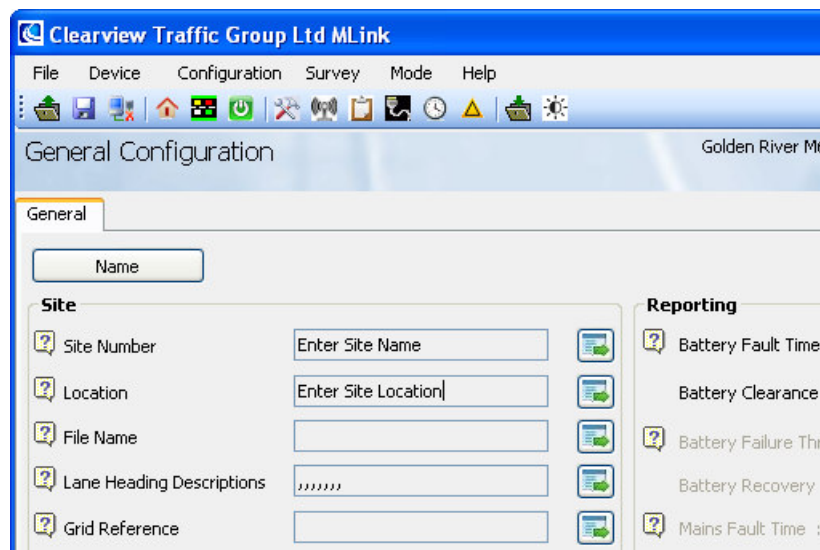 Clearview Traffic Group Ltd MLink
File Device Configuration Survey Mode Help
General Configuration
Golden River
General
Name
Site
Site Number
Enter Site Name
Location
Enter Site Location
File Name
Lane Heading Descriptions
,,,,,,,
Grid Reference
Reporting
Battery Fault Time
Battery Clearance
Battery Failure
Battery Recovery
Mains Fault Time :